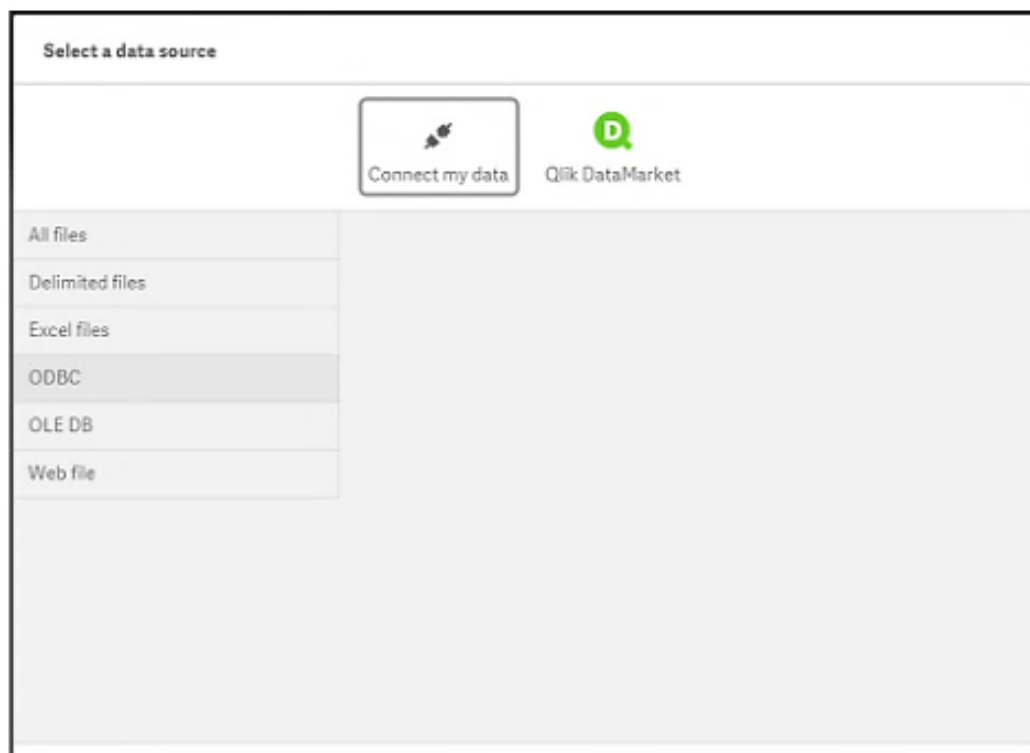 Select a data source
Connect my data
Qlik DataMarket
All files
Delimited files
Excel files
ODBC
OLE DB
Web file